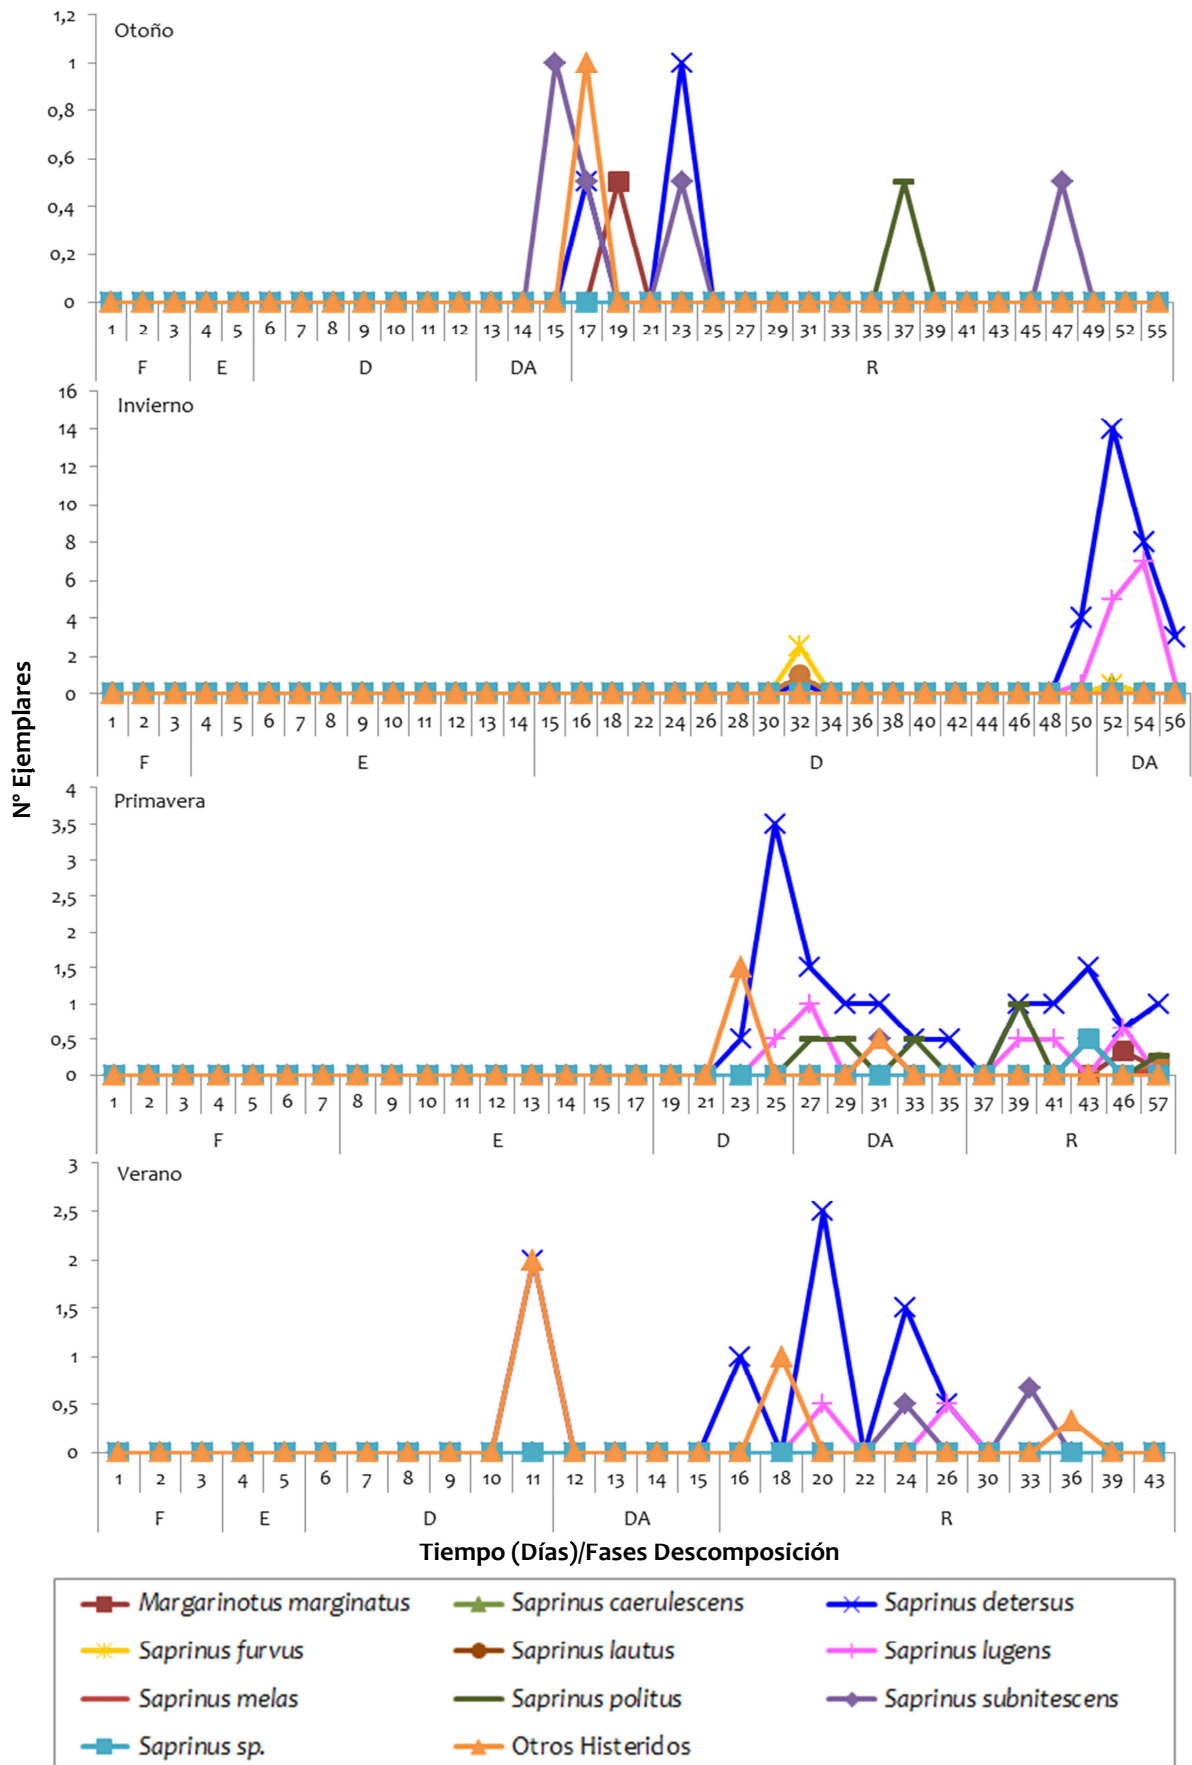 Nº Ejemplares
Otoño
1,2
1
0,8
0,6
0,4
0,2
0
1 2 3 4 5 6 7 8 9 10 11 12 13 14 15 17 19 21 23 25 27 29 31 33 35 37 39 41 43 45 47 49 52 55
F E D DA R
Invierno
16
14
12
10
8
6
4
2
0
1 2 3 4 5 6 7 8 9 10 11 12 13 14 15 16 18 22 24 26 28 30 32 34 36 38 40 42 44 46 48 50 52 54 56
F E D DA
Primavera
4
3,5
3
2,5
2
1,5
1
0,5
0
1 2 3 4 5 6 7 8 9 10 11 12 13 14 15 17 19 21 23 25 27 29 31 33 35 37 39 41 43 46 57
F E D DA R
Verano
3
2,5
2
1,5
1
0,5
0
1 2 3 4 5 6 7 8 9 10 11 12 13 14 15 16 18 20 22 24 26 30 33 36 39 43
F E D DA R
Tiempo (Días)/Fases Descomposición
Margarinotus marginatus Saprinus caerulescens Saprinus detersus
Saprinus furvus Saprinus lautus Saprinus lugens
Saprinus melas Saprinus politus Saprinus subnitescens
Saprinus sp. Otros Histeridos